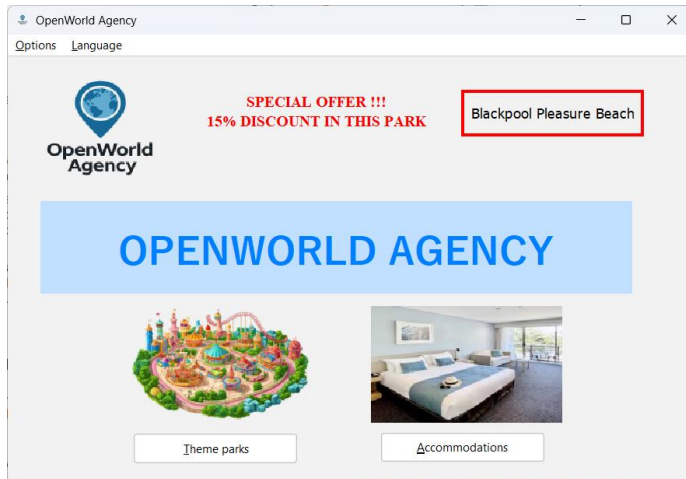 OpenWorld Agency
Options Language
OpenWorld
Agency
SPECIAL OFFER !!!
15% DISCOUNT IN THIS PARK
Blackpool Pleasure Beach
OPENWORLD AGENCY
Theme parks
Accommodations